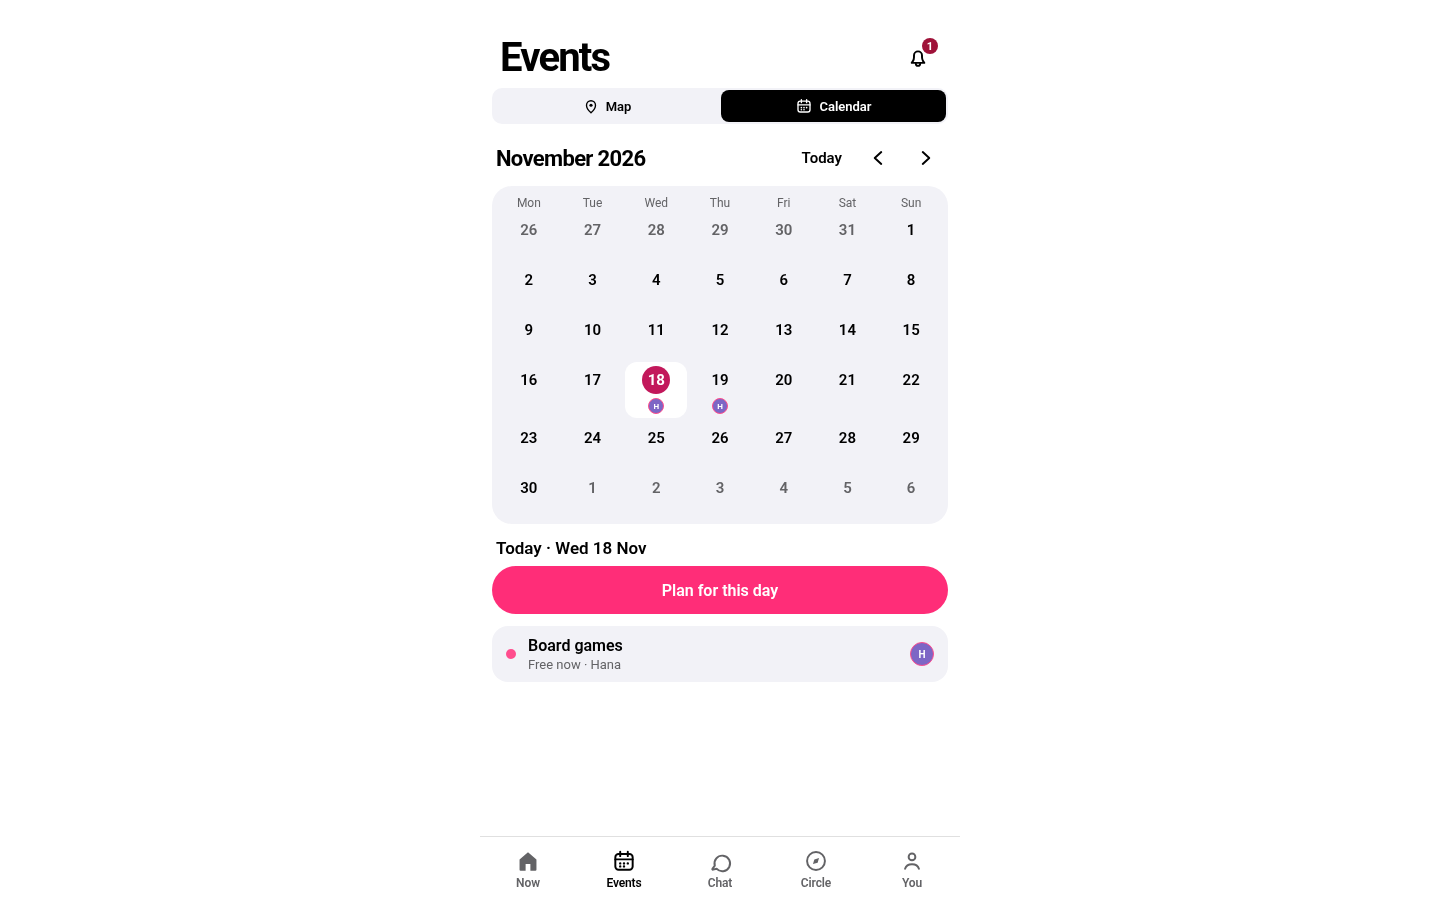 Events
1
Map
Calendar
November 2026
Today
Mon Tue Wed Thu Fri Sat Sun
26 27 28 29 30 31 1
2 3 4 5 6 7 8
9 10 11 12 13 14 15
16 17 18 19 20 21 22
H H
23 24 25 26 27 28 29
30 1 2 3 4 5 6
Today · Wed 18 Nov
Plan for this day
Board games
Free now · Hana
H
Now Events Chat Circle You